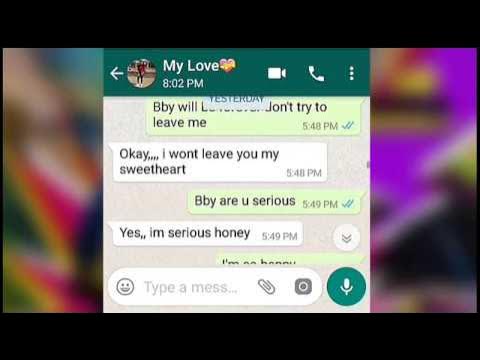 My Love💝
8:02 PM
YESTERDAY
Bby will be forever don't try to
leave me
5:48 PM
Okay,,,, i wont leave you my
sweetheart
5:48 PM
Bby are u serious 5:49 PM
Yes,, im serious honey 5:49 PM
I'm so happy
Type a mess...